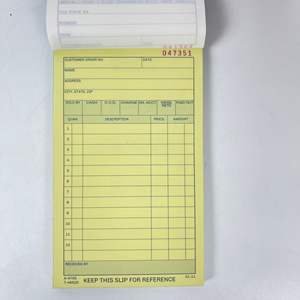 047351
CUSTOMER ORDER NO. DATE
NAME
ADDRESS
CITY, STATE, ZIP
SOLD BY CASH C.O.D. CHARGE ON. ACCT. MDSE. RETD. PAID OUT
QUAN. DESCRIPTION PRICE AMOUNT
1
2
3
4
5
6
7
8
9
10
11
12
RECEIVED BY
KEEP THIS SLIP FOR REFERENCE